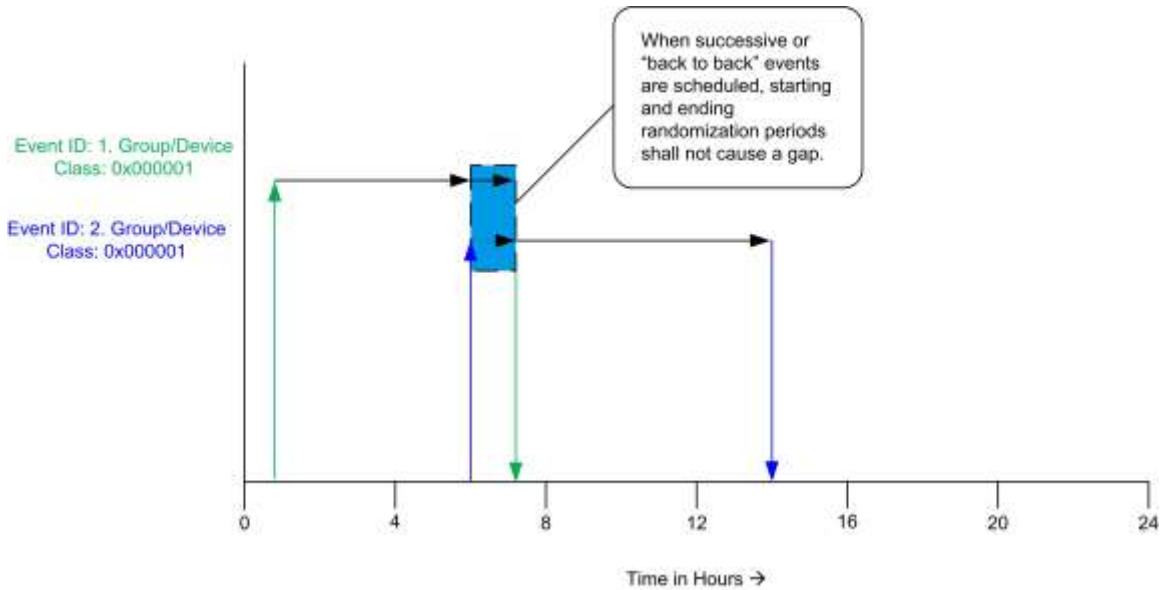 When successive or
“back to back” events
are scheduled, starting
and ending
randomization periods
shall not cause a gap.
Event ID: 1. Group/Device
Class: 0x000001
Event ID: 2. Group/Device
Class: 0x000001
0 4 8 12 16 20 24
Time in Hours →